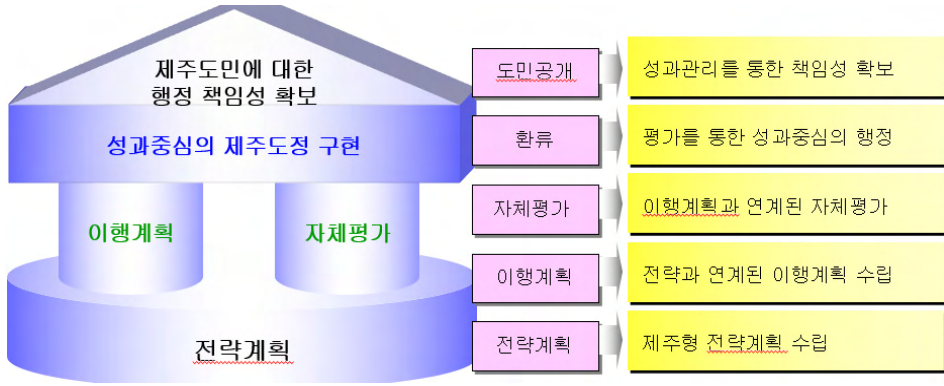 제주도민에 대한
행정 책임성 확보
성과중심의 제주도정 구현
이행계획
자체평가
전략계획
도민공개
성과관리를 통한 책임성 확보
환류
평가를 통한 성과중심의 행정
자체평가
이행계획과 연계된 자체평가
이행계획
전략과 연계된 이행계획 수립
전략계획
제주형 전략계획 수립